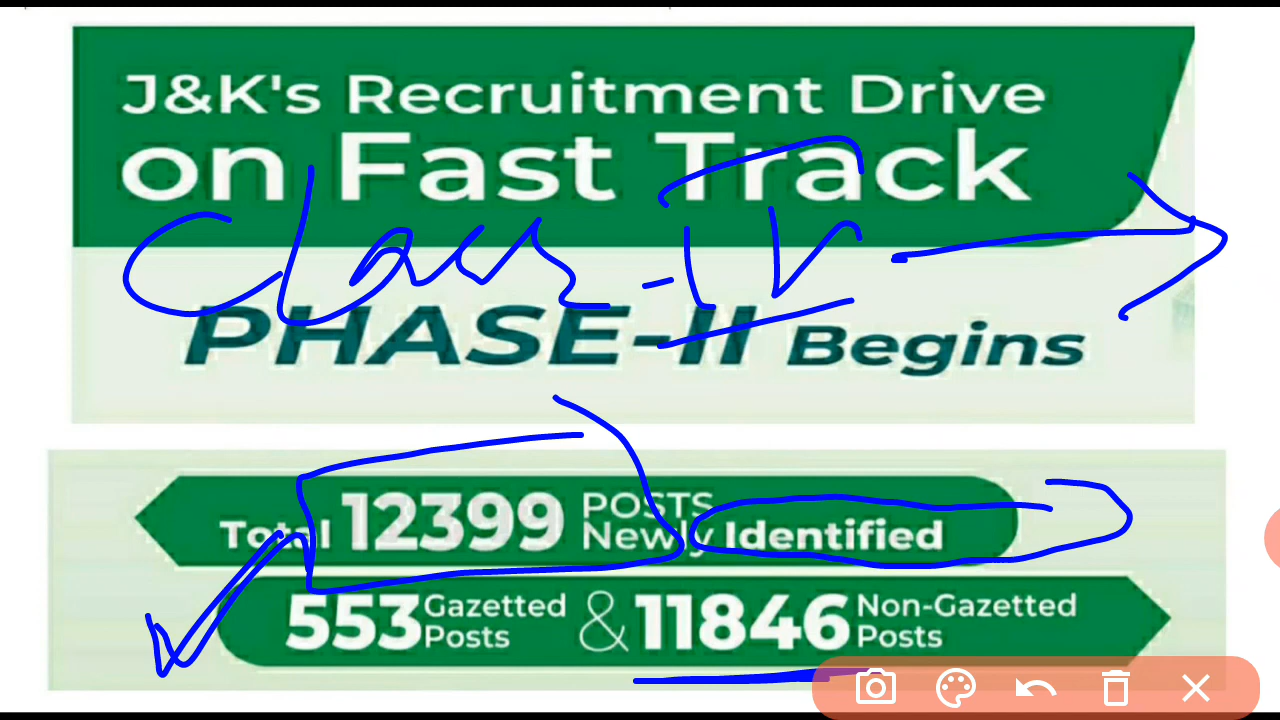 J&K's Recruitment Drive
on Fast Track
Class-IV
PHASE-II Begins
Total 12399 POSTS Newly Identified
553 Gazetted Posts & 11846 Non-Gazetted Posts